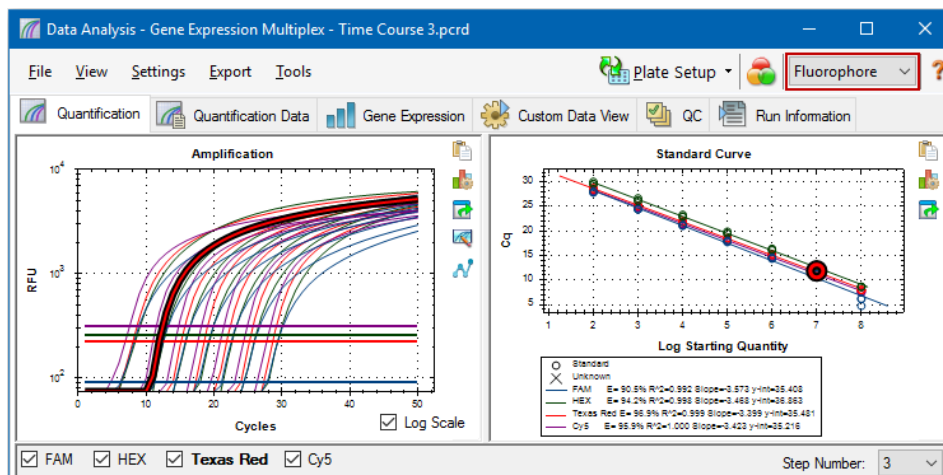 Data Analysis - Gene Expression Multiplex - Time Course 3.pcrd
File View Settings Export Tools Plate Setup Fluorophore ?
Quantification Quantification Data Gene Expression Custom Data View QC Run Information
Amplification
10^4
10^3
10^2
RFU
0 10 20 30 40 50
Cycles
Log Scale
Standard Curve
30
25
20
15
10
5
Cq
1 2 3 4 5 6 7 8
Log Starting Quantity
Standard
Unknown
FAM E= 90.5% R^2=0.992 Slope=-3.573 y-int=35.408
HEX E= 94.2% R^2=0.998 Slope=-3.468 y-int=36.863
Texas Red E= 96.9% R^2=0.999 Slope=-3.399 y-int=35.481
Cy5 E= 95.9% R^2=1.000 Slope=-3.423 y-int=35.216
FAM HEX Texas Red Cy5 Step Number: 3